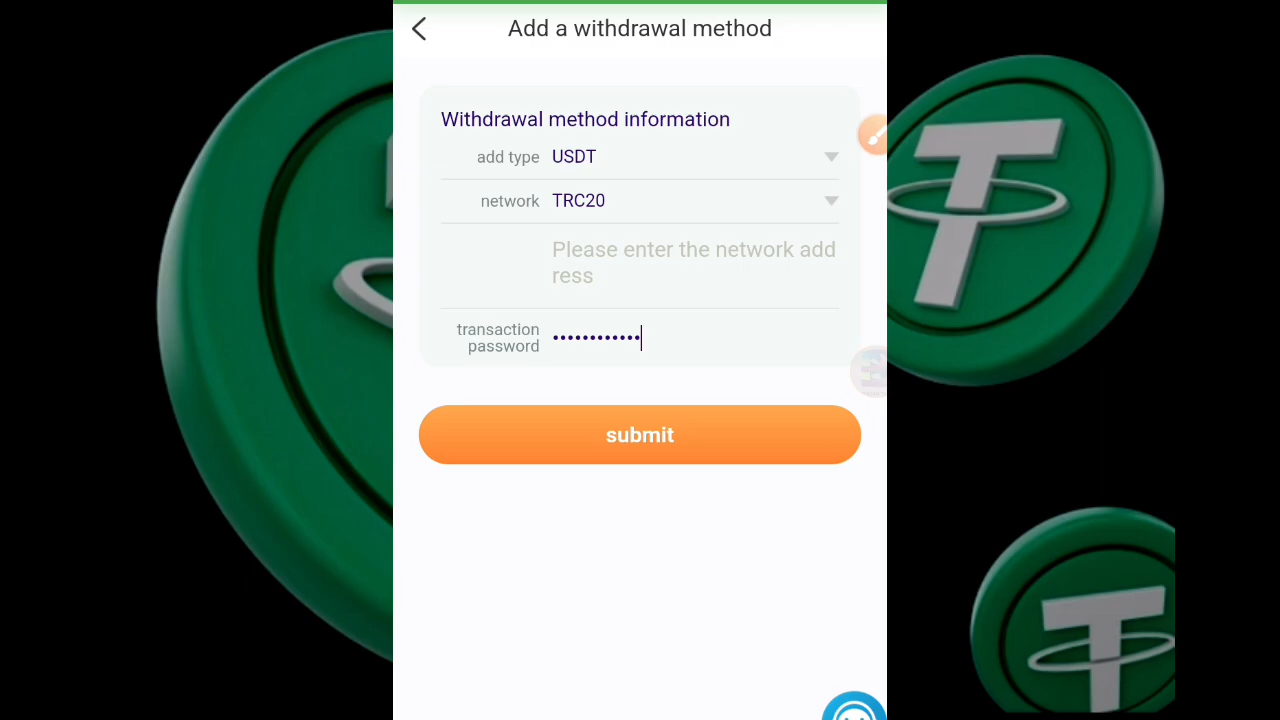 Add a withdrawal method
Withdrawal method information
add type USDT
network TRC20
Please enter the network add
ress
transaction
password ••••••••••••
submit